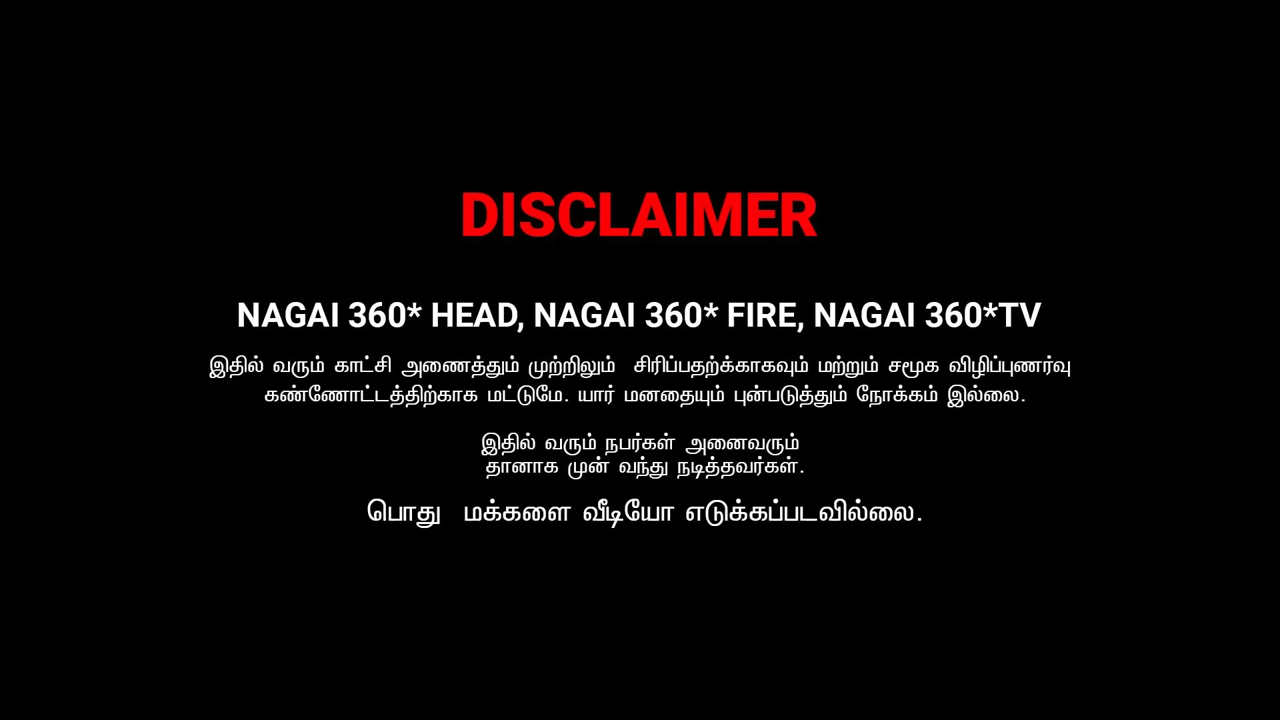 DISCLAIMER
NAGAI 360* HEAD, NAGAI 360* FIRE, NAGAI 360*TV
இதில் வரும் காட்சி அணைத்தும் முற்றிலும் சிரிப்பதற்க்காகவும் மற்றும் சமூக விழிப்புணர்வு
கண்ணோட்டத்திற்காக மட்டுமே. யார் மனதையும் புன்படுத்தும் நோக்கம் இல்லை.
இதில் வரும் நபர்கள் அனைவரும்
தானாக முன் வந்து நடித்தவர்கள்.
பொது மக்களை வீடியோ எடுக்கப்படவில்லை.